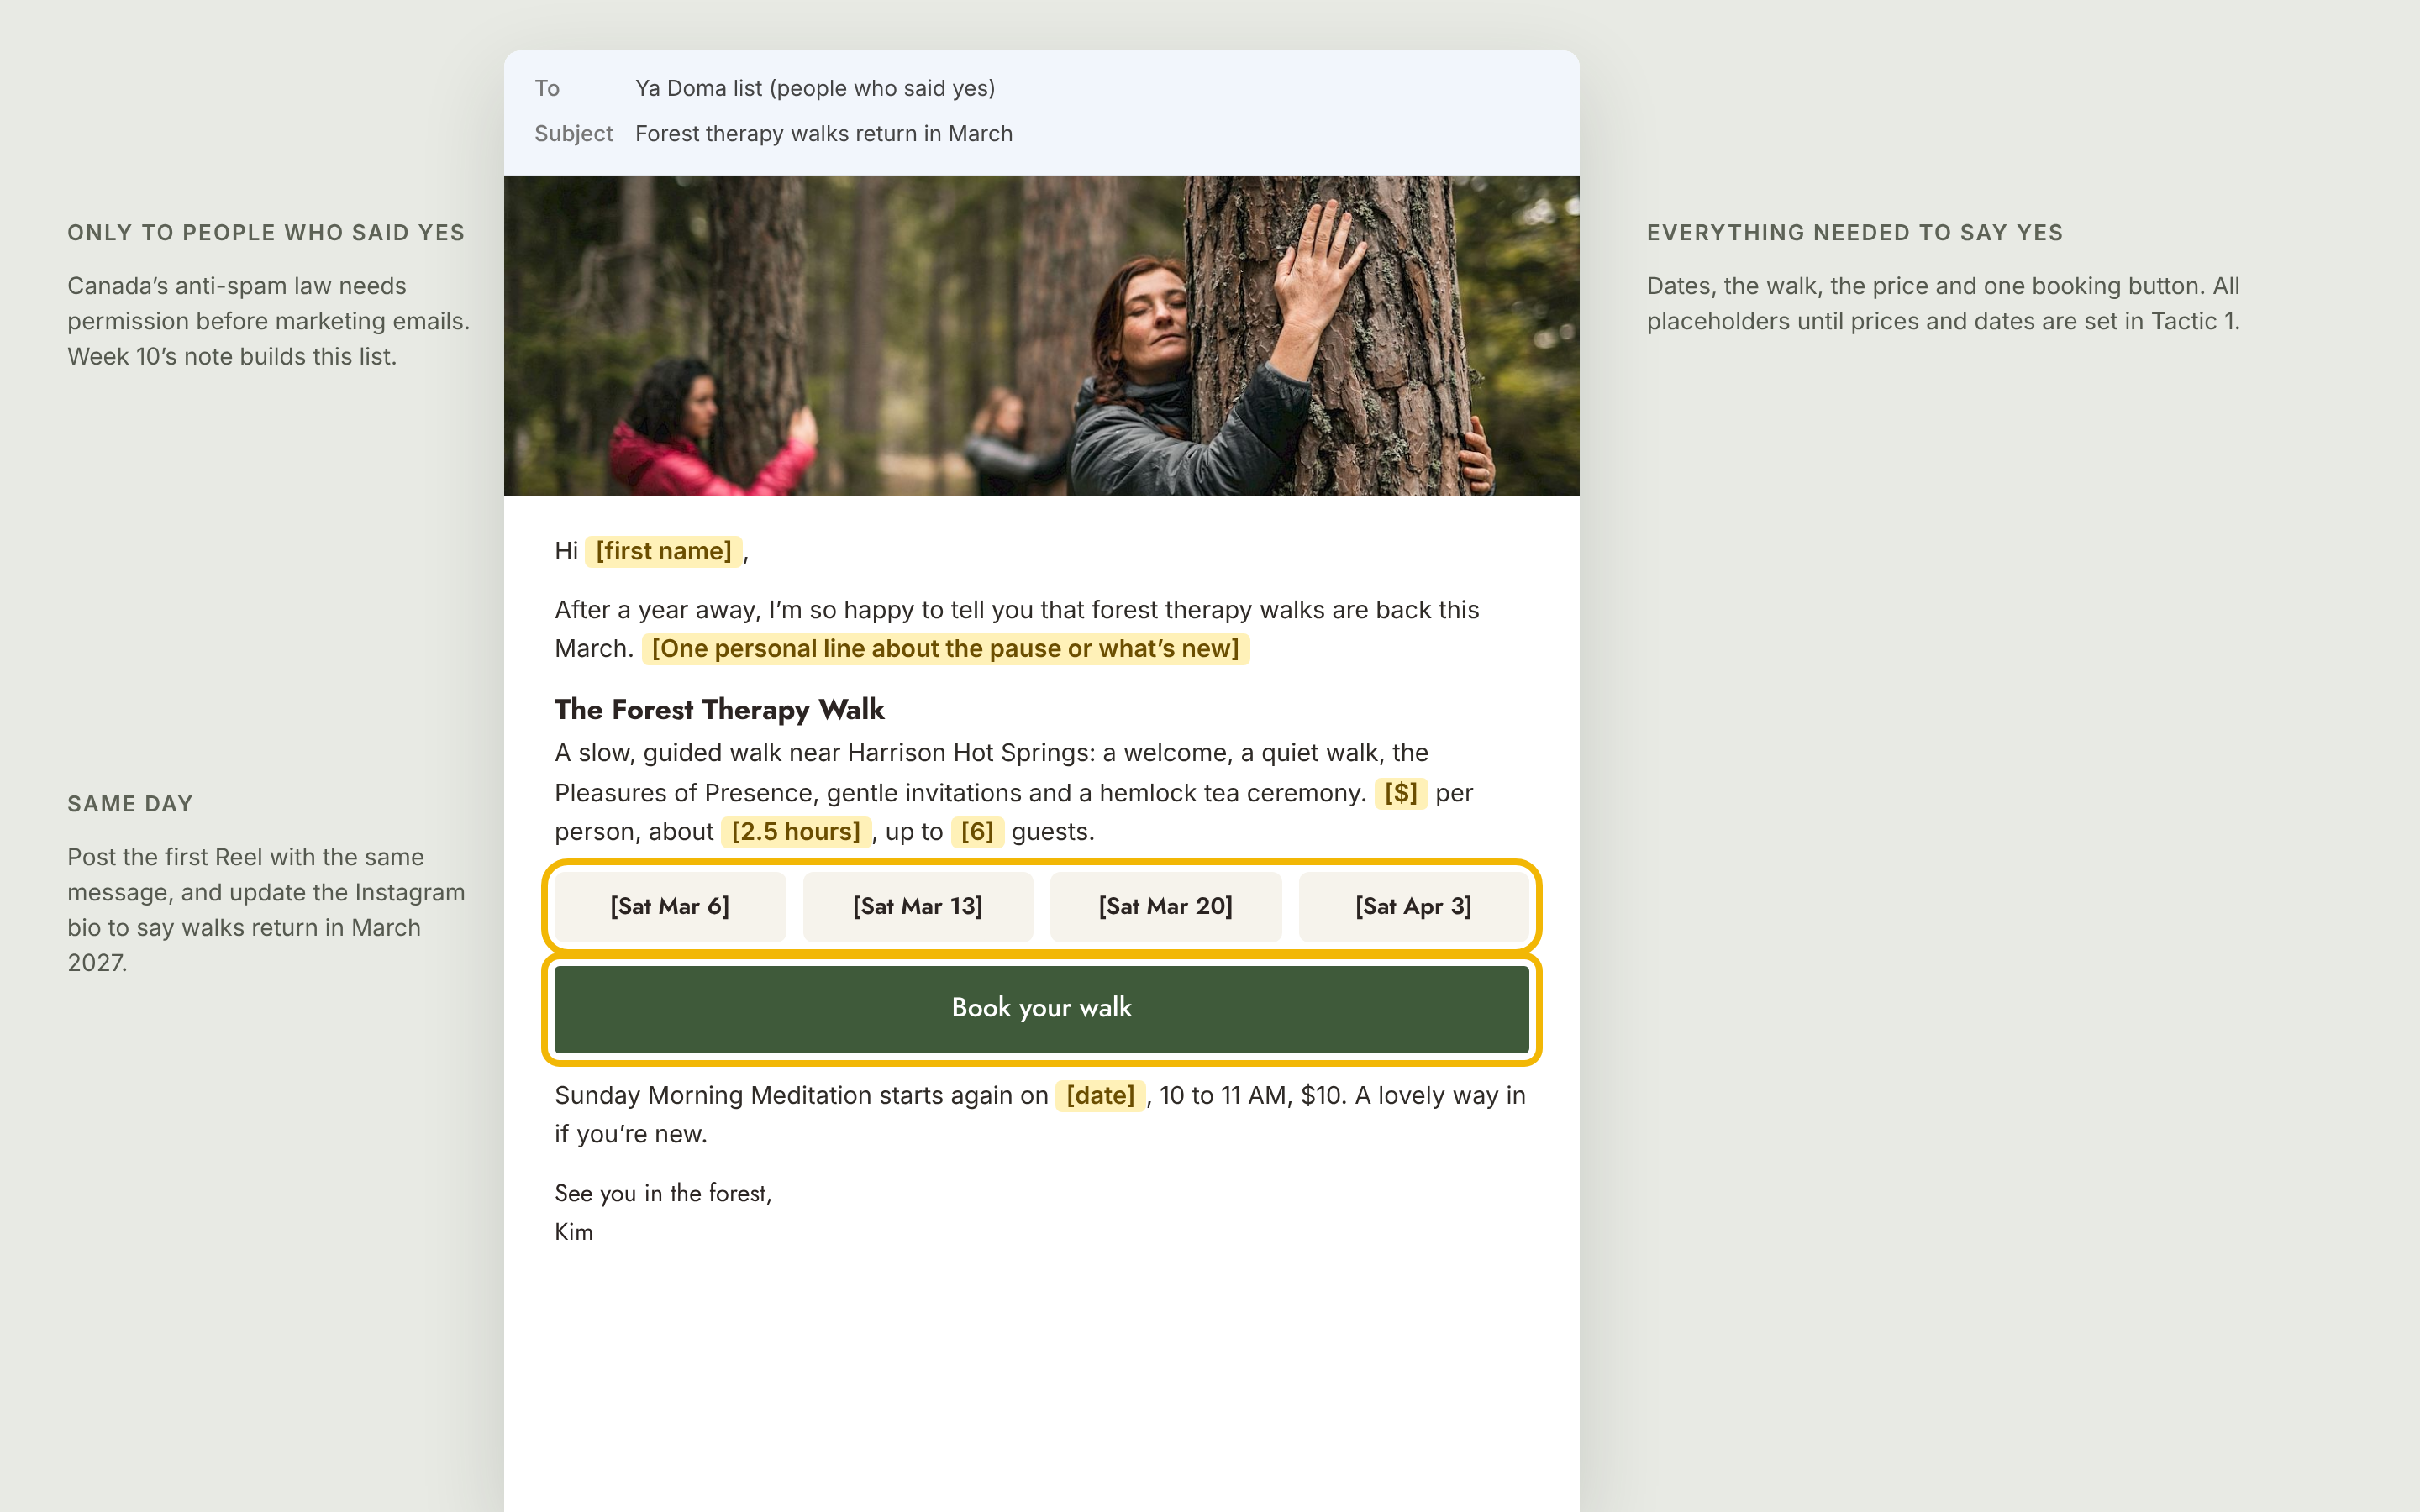 To Ya Doma list (people who said yes)
Subject Forest therapy walks return in March
ONLY TO PEOPLE WHO SAID YES
Canada’s anti-spam law needs
permission before marketing emails.
Week 10’s note builds this list.
SAME DAY
Post the first Reel with the same
message, and update the Instagram
bio to say walks return in March
2027.
Hi [first name] ,
After a year away, I’m so happy to tell you that forest therapy walks are back this
March. [One personal line about the pause or what’s new]
The Forest Therapy Walk
A slow, guided walk near Harrison Hot Springs: a welcome, a quiet walk, the
Pleasures of Presence, gentle invitations and a hemlock tea ceremony. [$] per
person, about [2.5 hours] , up to [6] guests.
[Sat Mar 6] [Sat Mar 13] [Sat Mar 20] [Sat Apr 3]
Book your walk
Sunday Morning Meditation starts again on [date] , 10 to 11 AM, $10. A lovely way in
if you’re new.
See you in the forest,
Kim
EVERYTHING NEEDED TO SAY YES
Dates, the walk, the price and one booking button. All
placeholders until prices and dates are set in Tactic 1.